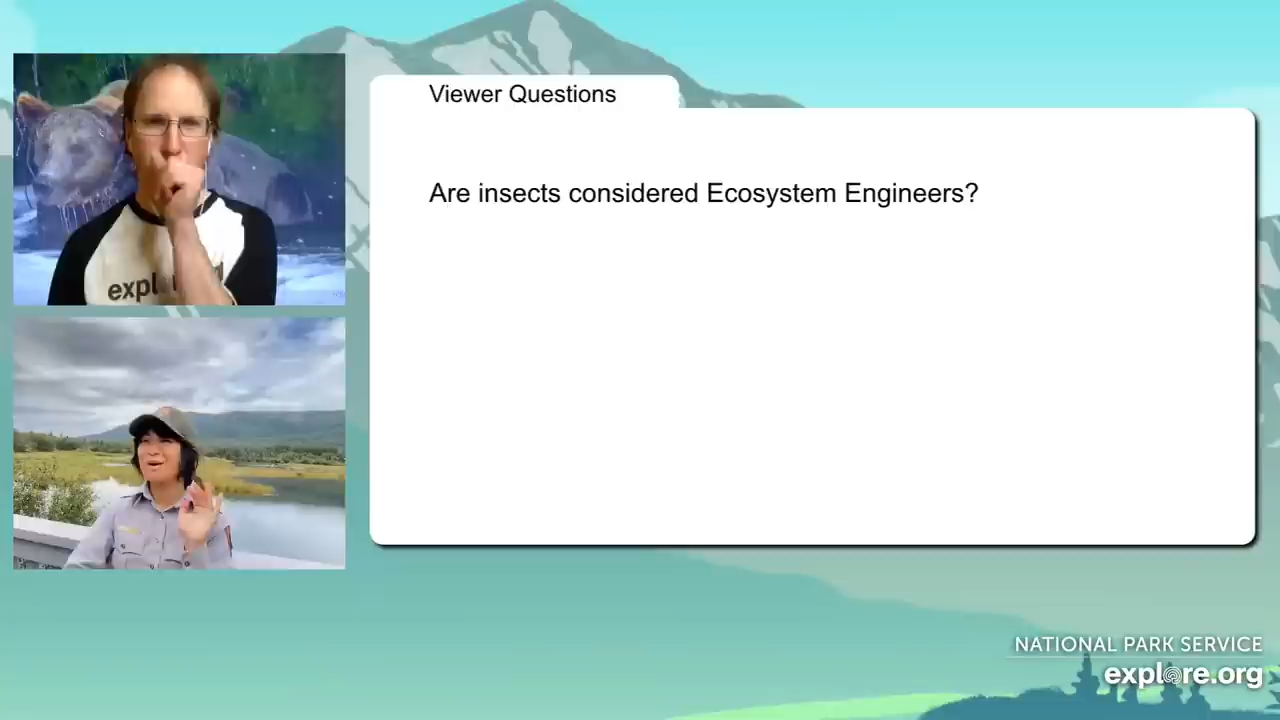 Viewer Questions
Are insects considered Ecosystem Engineers?
NATIONAL PARK SERVICE
explore.org